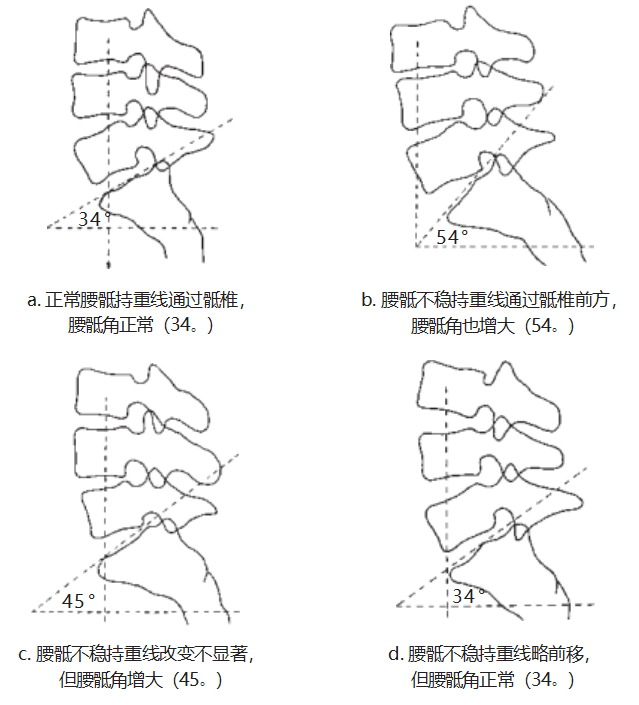 34°
a. 正常腰骶持重线通过骶椎，
腰骶角正常（34。）
54°
b. 腰骶不稳持重线通过骶椎前方，
腰骶角也增大（54。）
45°
c. 腰骶不稳持重线改变不显著，
但腰骶角增大（45。）
34°
d. 腰骶不稳持重线略前移，
但腰骶角正常（34。）